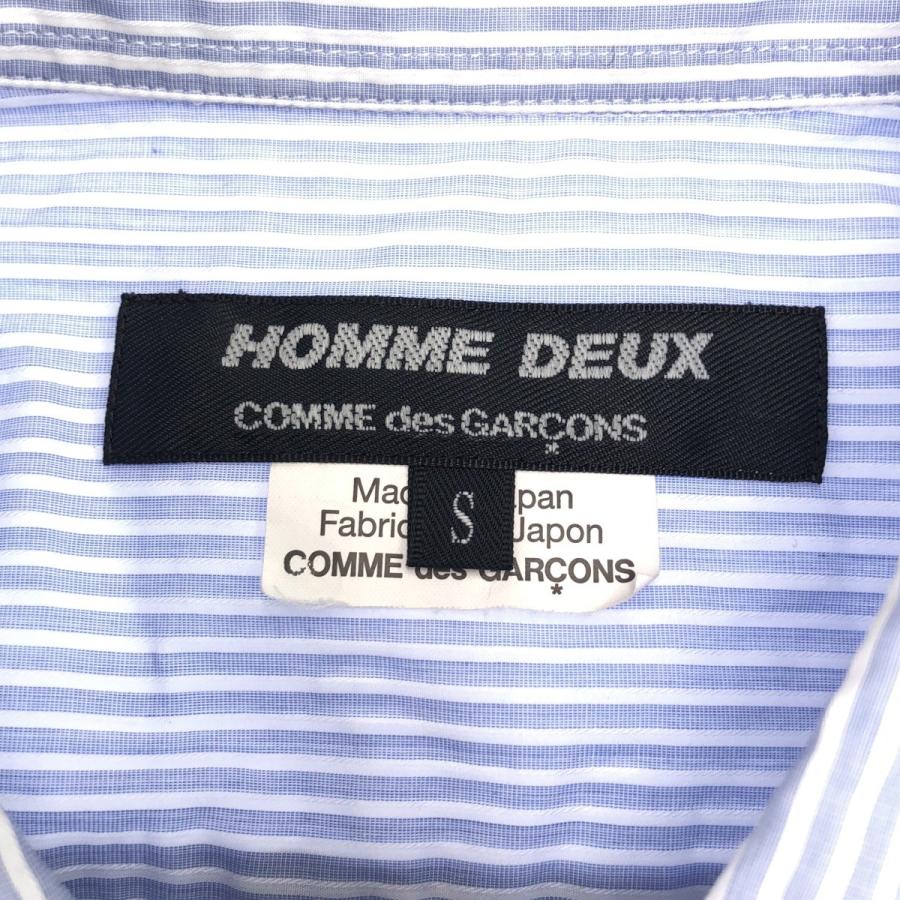 HOMME DEUX
COMME des GARÇONS
*
S
Mac pan
Fabric Japon
COMME des GARÇONS
*